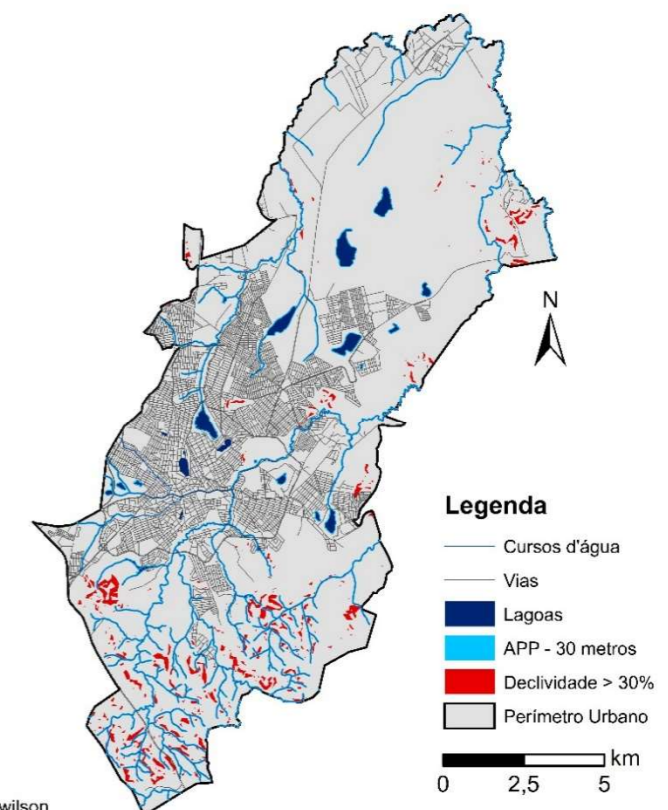 N
Legenda
Cursos d'água
Vias
Lagoas
APP - 30 metros
Declividade > 30%
Perímetro Urbano
km
0 2,5 5
wilson